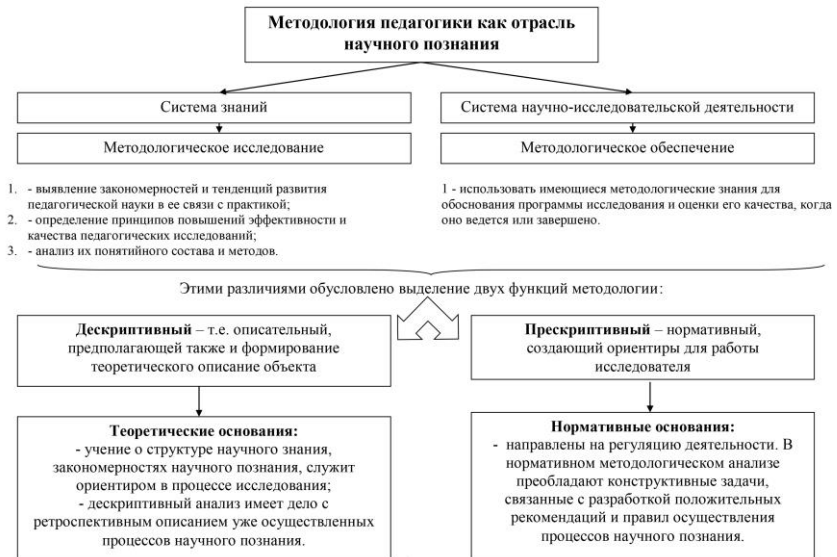 Методология педагогики как отрасль
научного познания
Система знаний
Система научно-исследовательской деятельности
Методологическое исследование
Методологическое обеспечение
1. - выявление закономерностей и тенденций развития
педагогической науки в ее связи с практикой;
2. - определение принципов повышений эффективности и
качества педагогических исследований;
3. - анализ их понятийного состава и методов.
1 - использовать имеющиеся методологические знания для
обоснования программы исследования и оценки его качества, когда
оно ведется или завершено.
Этими различиями обусловлено выделение двух функций методологии:
Дескриптивный – т.е. описательный,
предполагающей также и формирование
теоретического описание объекта
Прескриптивный – нормативный,
создающий ориентиры для работы
исследователя
Теоретические основания:
- учение о структуре научного знания,
закономерностях научного познания, служит
ориентиром в процессе исследования;
- дескриптивный анализ имеет дело с
ретроспективным описанием уже осуществленных
процессов научного познания.
Нормативные основания:
- направлены на регуляцию деятельности. В
нормативном методологическом анализе
преобладают конструктивные задачи,
связанные с разработкой положительных
рекомендаций и правил осуществления
процессов научного познания.